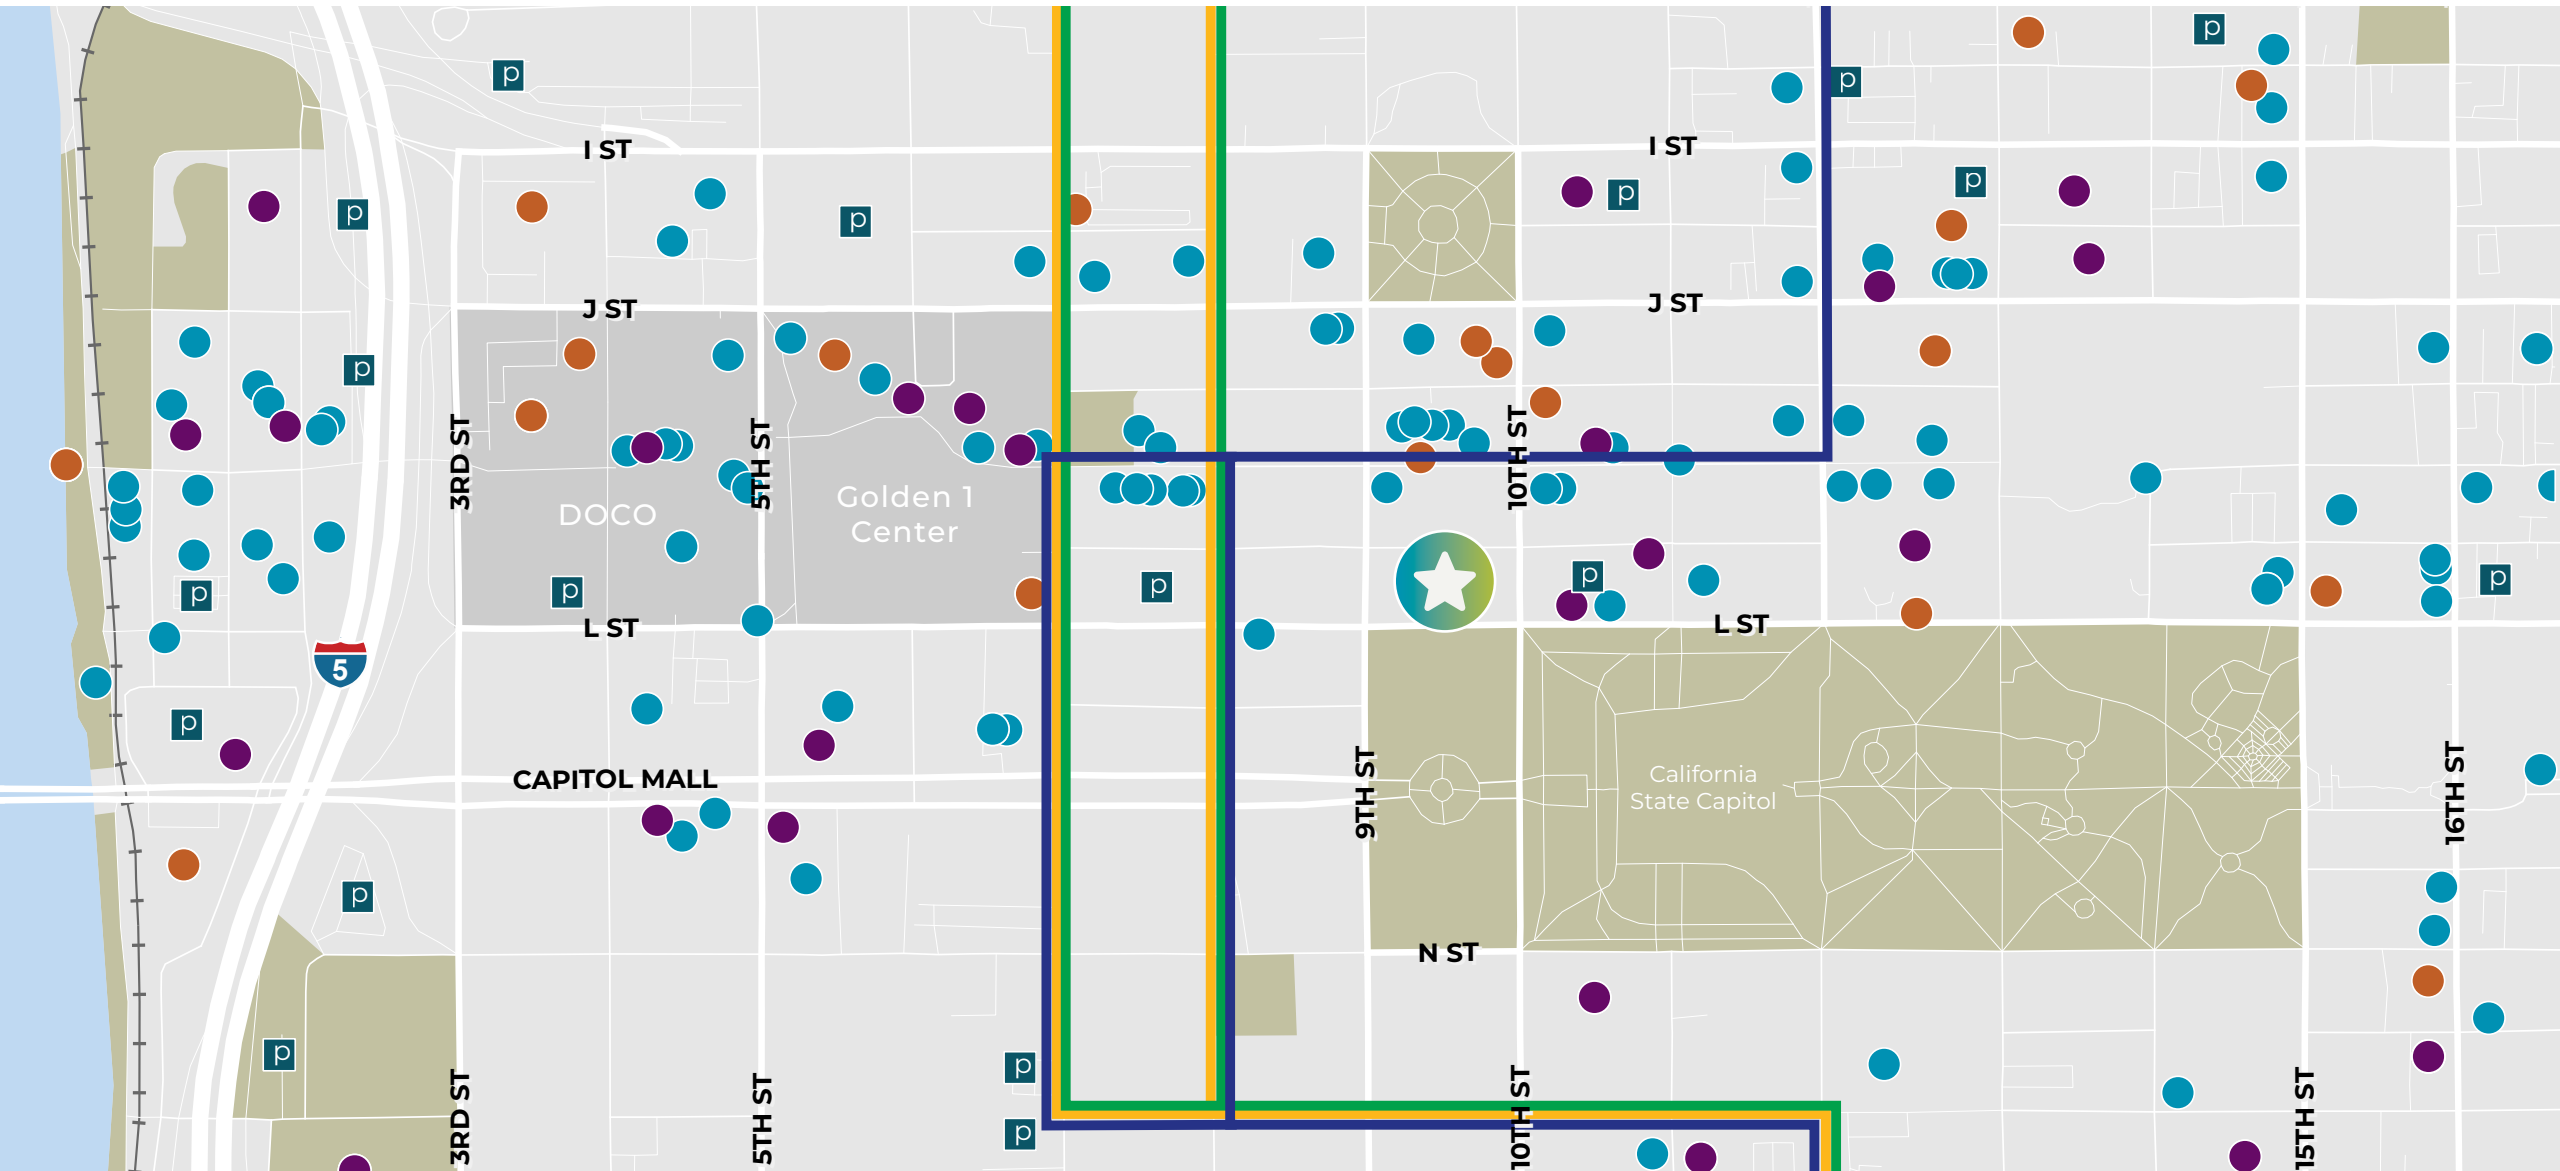 p
p
p
I ST
I ST
p
p
p
p
J ST
J ST
p
3RD ST
5TH ST
10TH ST
DOCO
Golden 1
Center
p
p
p
p
p
L ST
L ST
5
p
CAPITOL MALL
California
State Capitol
9TH ST
16TH ST
p
N ST
p
p
p
3RD ST
5TH ST
10TH ST
15TH ST